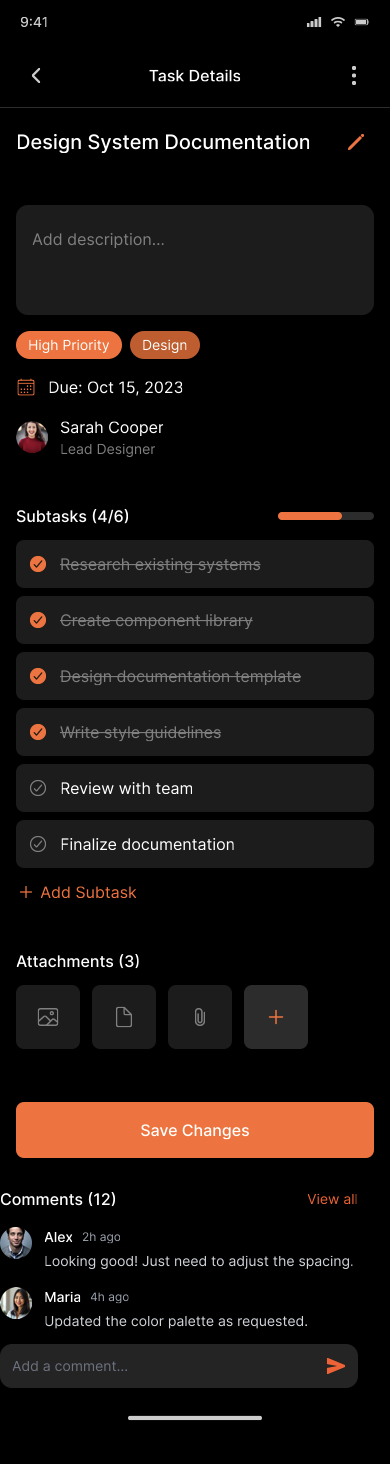 9:41
Task Details
Design System Documentation
Add description...
High Priority
Design
Due: Oct 15, 2023
Sarah Cooper
Lead Designer
Subtasks (4/6)
Research existing systems
Create component library
Design documentation template
Write style guidelines
Review with team
Finalize documentation
+ Add Subtask
Attachments (3)
Save Changes
Comments (12)
View all
Alex 2h ago
Looking good! Just need to adjust the spacing.
Maria 4h ago
Updated the color palette as requested.
Add a comment...